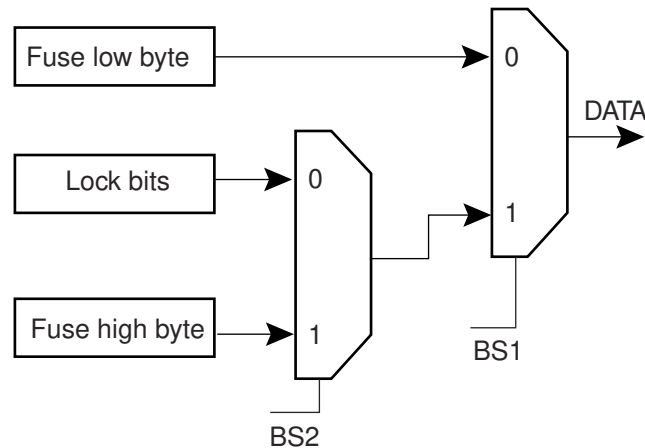 Fuse low byte
0
DATA
Lock bits
0
1
Fuse high byte
1
BS1
BS2